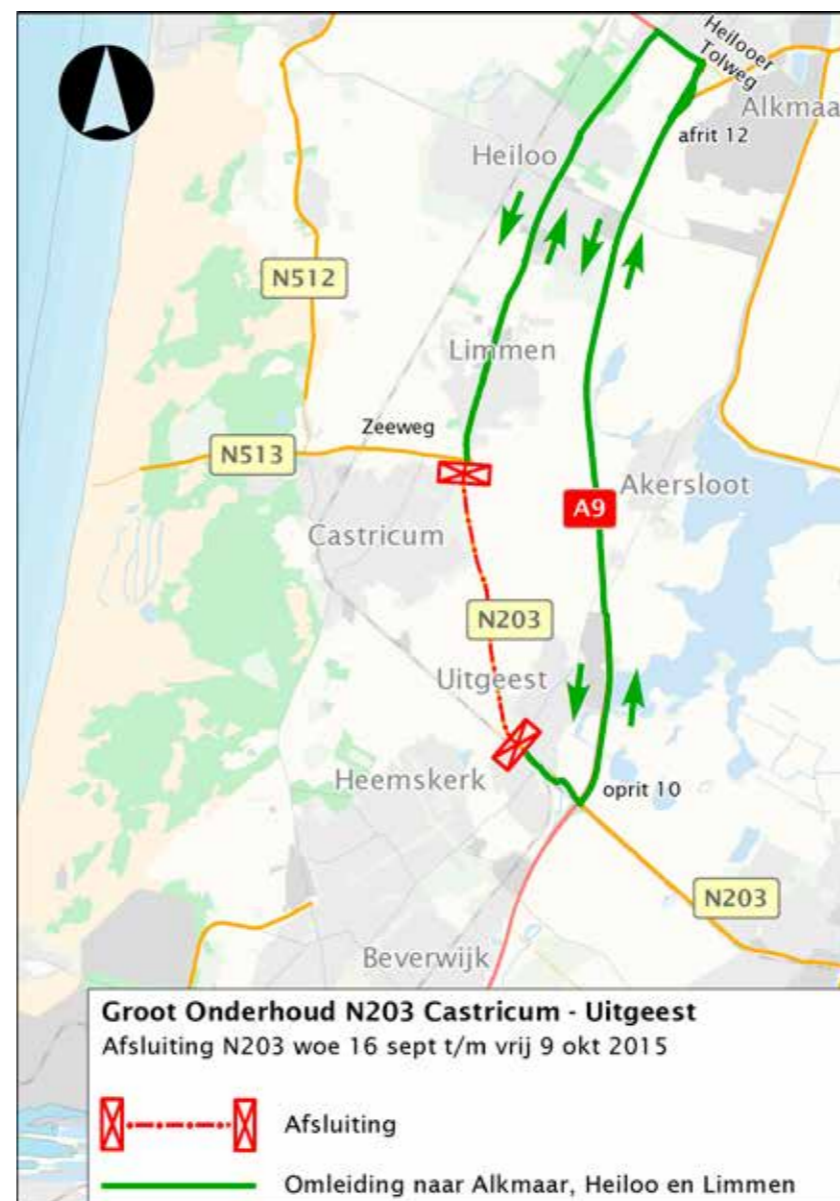 Heilooer
Tolweg
Alkmaa
afrit 12
Heiloo
N512
Limmen
Zeeweg
N513
Akersloot
A9
Castricum
N203
Uitgeest
Heemskerk
oprit 10
N203
Beverwijk
Groot Onderhoud N203 Castricum - Uitgeest
Afsluiting N203 woe 16 sept t/m vrij 9 okt 2015
Afsluiting
Omleiding naar Alkmaar, Heiloo en Limmen